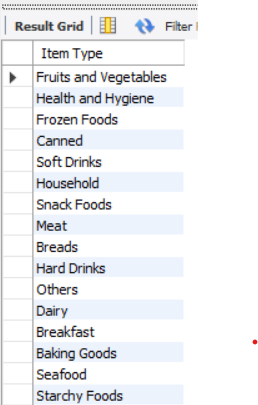 Result Grid Filter
Item Type
Fruits and Vegetables
Health and Hygiene
Frozen Foods
Canned
Soft Drinks
Household
Snack Foods
Meat
Breads
Hard Drinks
Others
Dairy
Breakfast
Baking Goods
Seafood
Starchy Foods